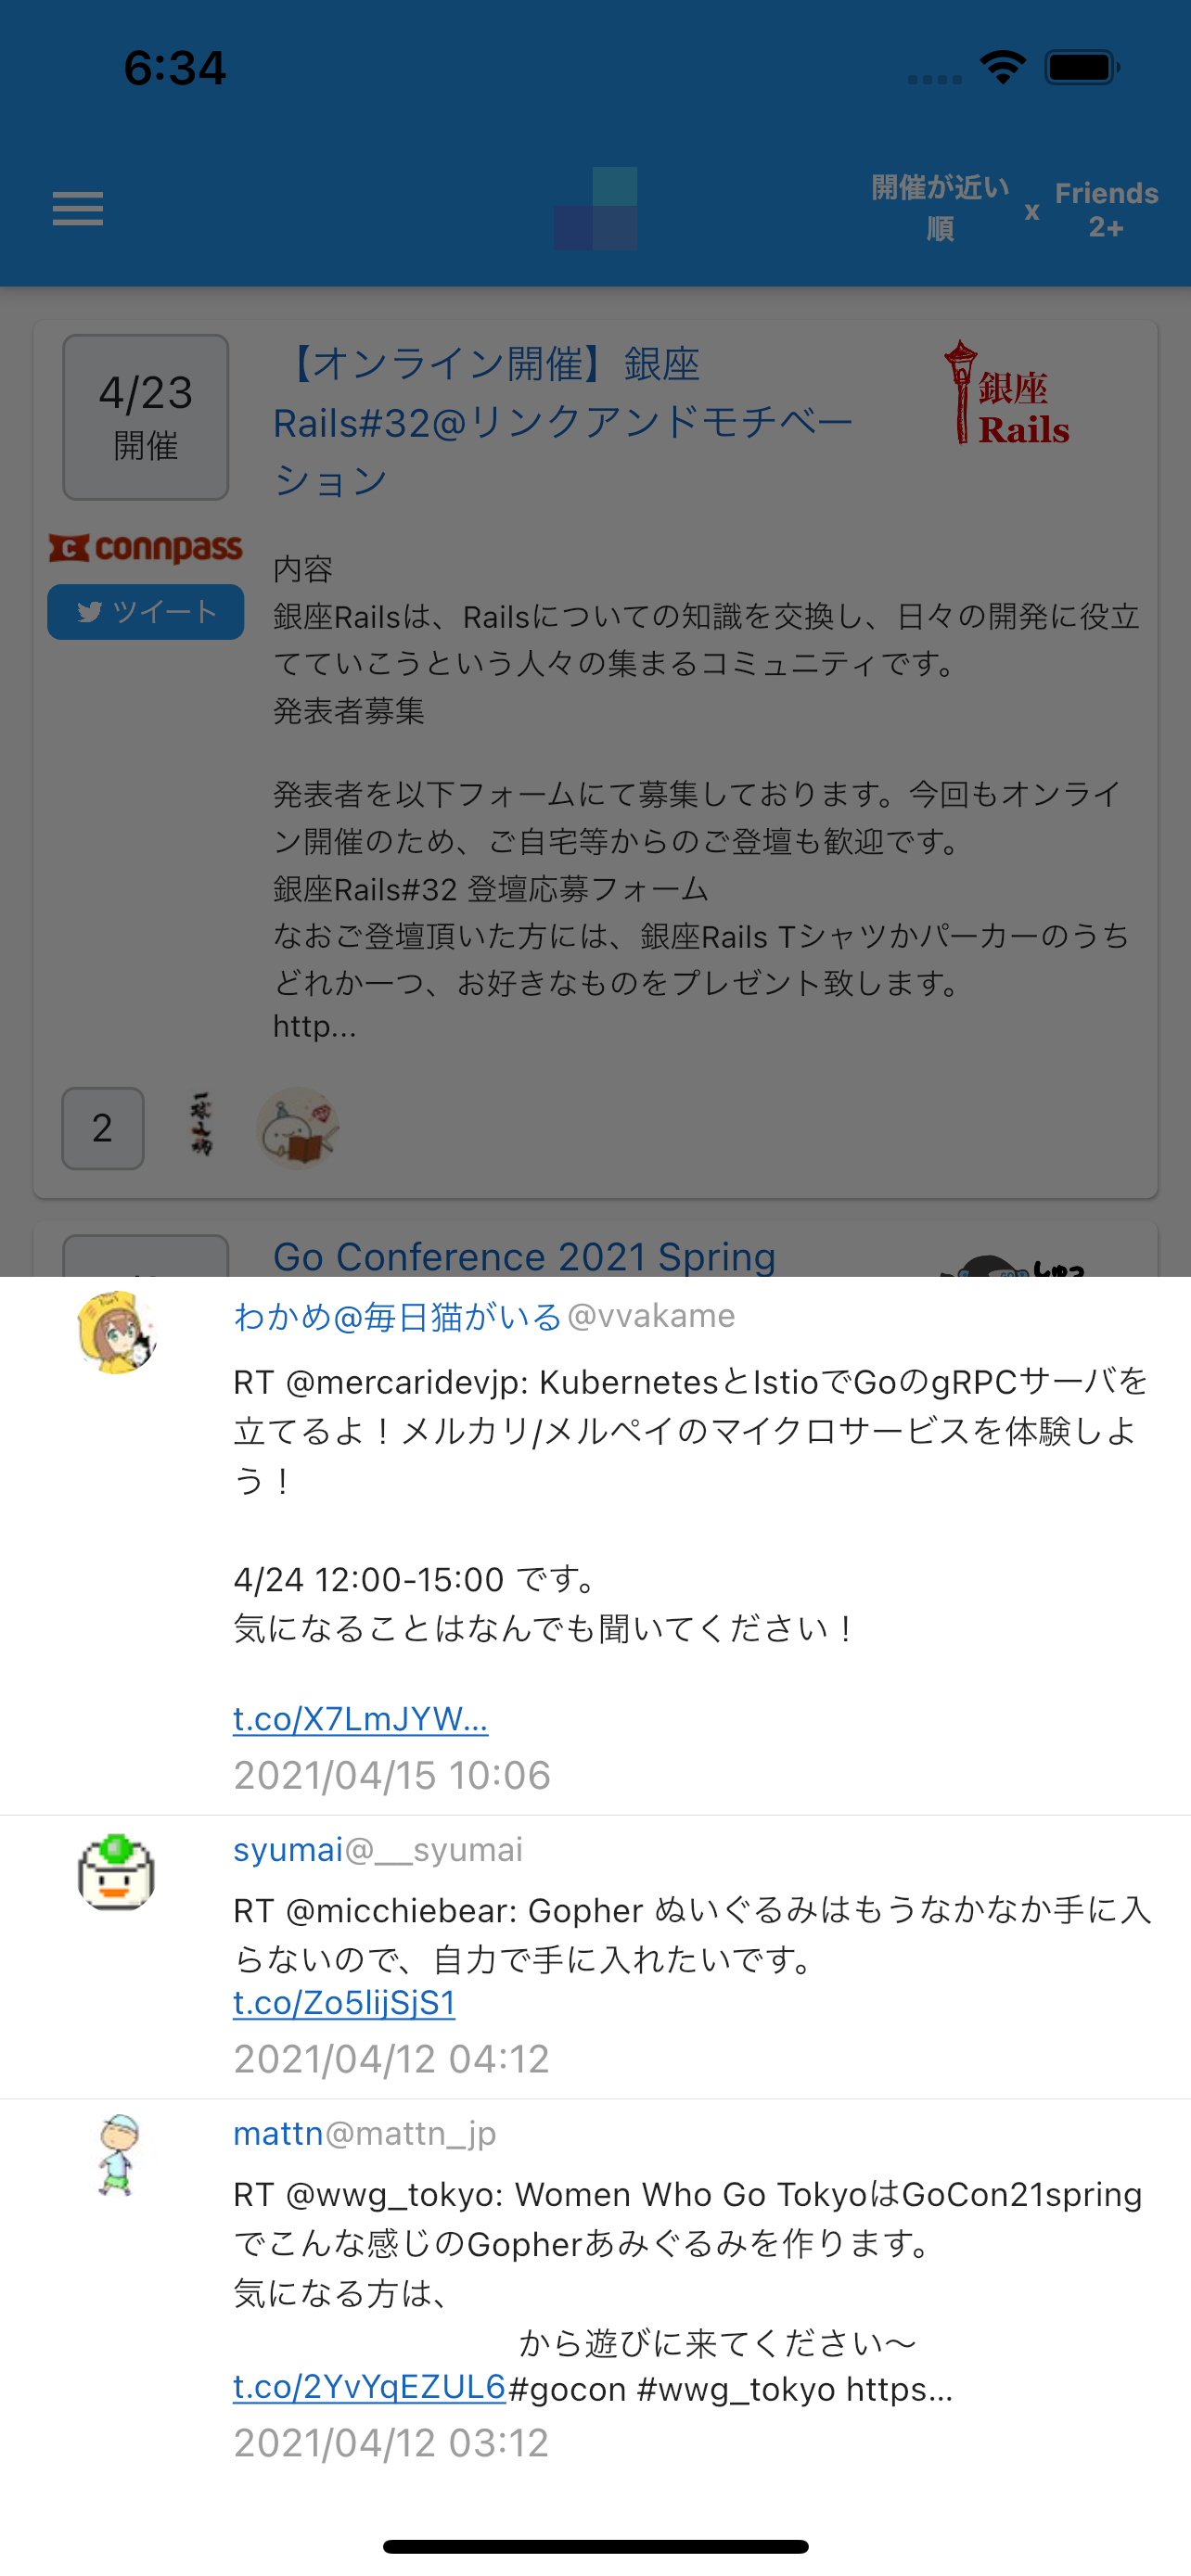 6:34
開催が近い
順
x
Friends
2+
4/23
開催
【オンライン開催】銀座
Rails#32@リンクアンドモチベー
ション
銀座
Rails
connpass
ツイート
内容
銀座Railsは、Railsについての知識を交換し、日々の開発に役立
てていこうという人々の集まるコミュニティです。
発表者募集
発表者を以下フォームにて募集しております。今回もオンライ
ン開催のため、ご自宅等からのご登壇も歓迎です。
銀座Rails#32 登壇応募フォーム
なおご登壇頂いた方には、銀座Rails Tシャツかパーカーのうち
どれか一つ、お好きなものをプレゼント致します。
http...
2
Go Conference 2021 Spring
わかめ@毎日猫がいる@vvakame
RT @mercaridevjp: KubernetesとIstioでGoのgRPCサーバを
立てるよ！メルカリ/メルペイのマイクロサービスを体験しよ
う！
4/24 12:00-15:00 です。
気になることはなんでも聞いてください！
t.co/X7LmJYW...
2021/04/15 10:06
syumai@__syumai
RT @micchiebear: Gopher ぬいぐるみはもうなかなか手に入
らないので、自力で手に入れたいです。
t.co/Zo5lijSjS1
2021/04/12 04:12
mattn@mattn_jp
RT @wwg_tokyo: Women Who Go TokyoはGoCon21spring
でこんな感じのGopherあみぐるみを作ります。
気になる方は、
から遊びに来てください〜
t.co/2YvYqEZUL6#gocon #wwg_tokyo https...
2021/04/12 03:12